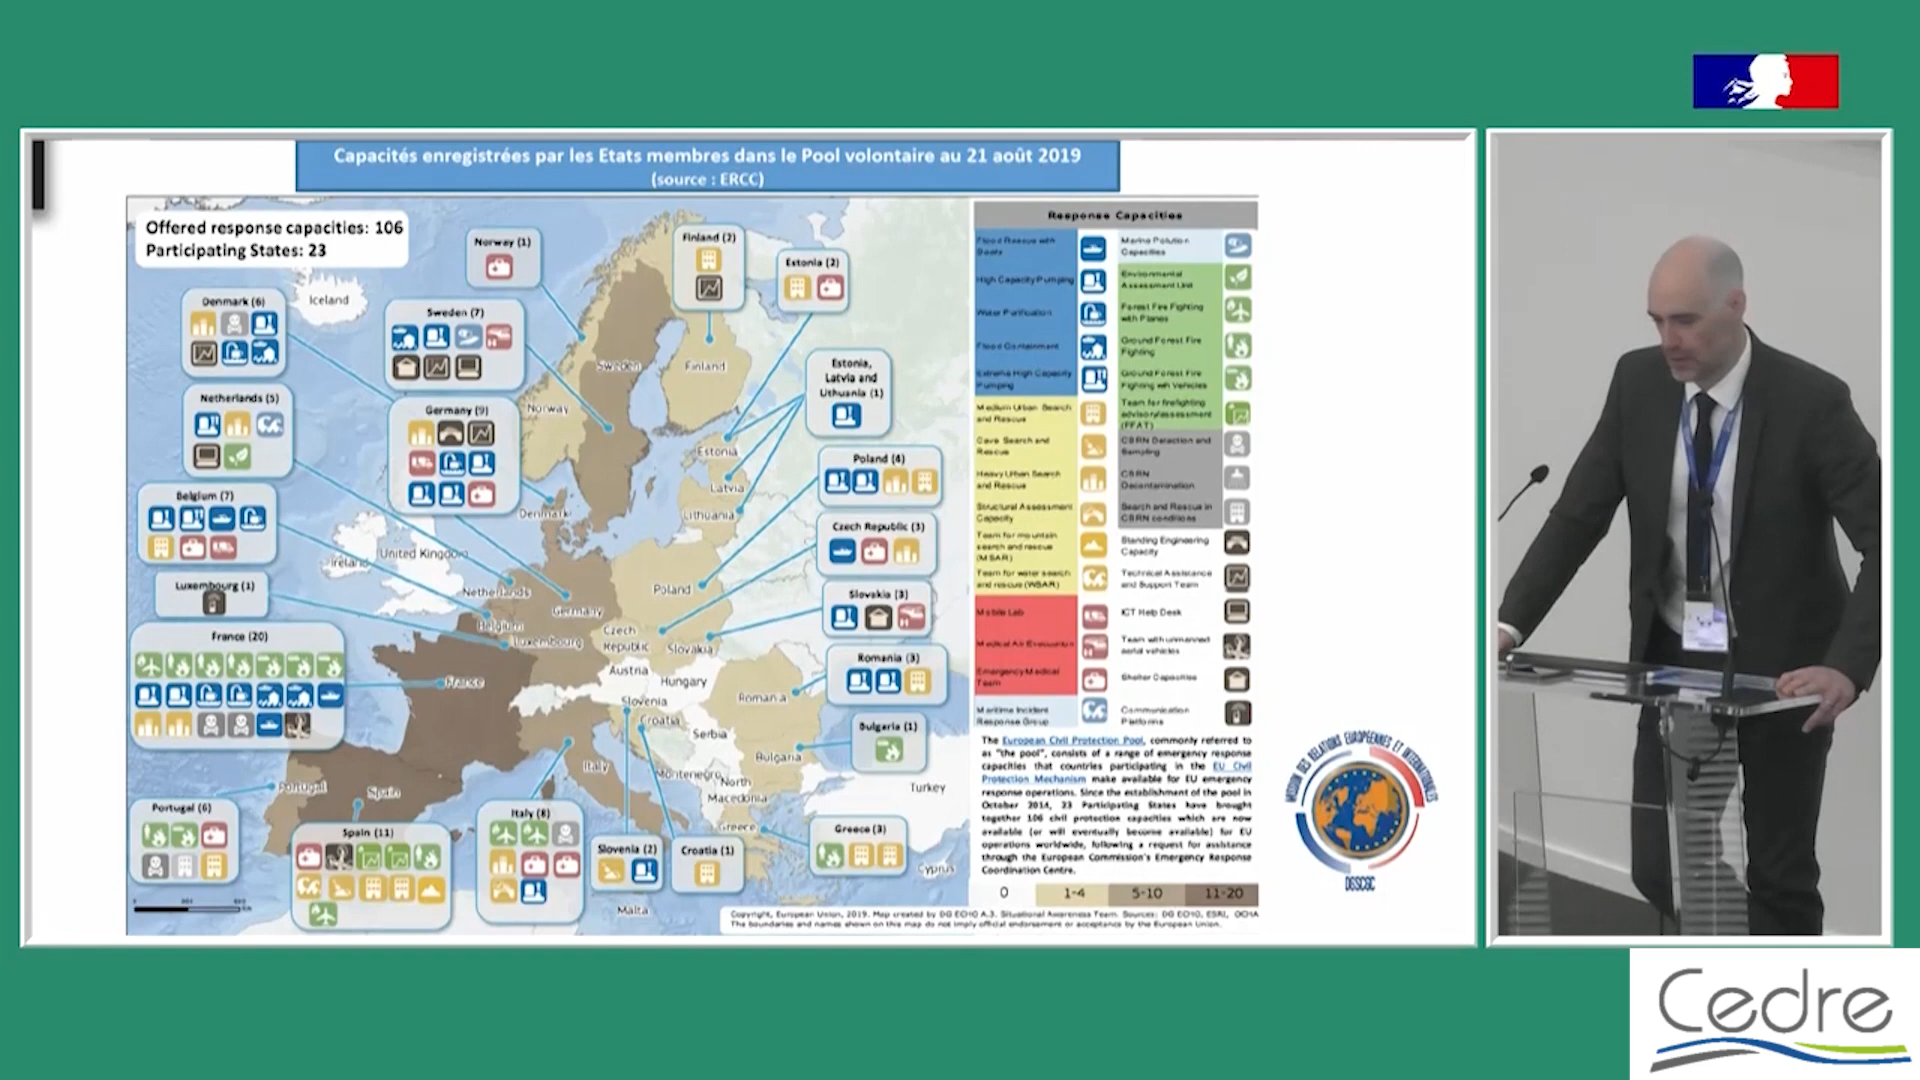 Capacités enregistrées par les Etats membres dans le Pool volontaire au 21 août 2019
(source : ERCC)
Offered response capacities: 106
Participating States: 23
Norway (1)
Finland (2)
Estonia (2)
Denmark (6)
Sweden (7)
Netherlands (5)
Germany (9)
Estonia,
Latvia and
Lithuania (1)
Belgium (7)
Poland (4)
Czech Republic (3)
Luxembourg (1)
Slovakia (3)
France (20)
Romania (3)
Bulgaria (1)
Portugal (6)
Spain (11)
Italy (8)
Slovenia (2)
Croatia (1)
Greece (3)
Iceland
Sweden
Finland
Norway
Estonia
Latvia
Lithuania
Denmark
United Kingdom
Ireland
Netherlands
Germany
Poland
Belgium
Luxembourg
Czech
Republic
Slovakia
Austria
Hungary
France
Slovenia
Croatia
Romania
Serbia
Bulgaria
Italy
Montenegro
North
Macedonia
Portugal
Spain
Greece
Turkey
Cyprus
Malta
Response Capacities
Flood Rescue with
Boats
High Capacity Pumping
Water Purification
Flood Containment
Extreme High Capacity
Pumping
Medium Urban Search
and Rescue
Cave Search and
Rescue
Heavy Urban Search
and Rescue
Structural Assessment
Capacity
Team for mountain
search and rescue
(MSAR)
Team for water search
and rescue (WSAR)
Mobile Lab
Medical Air Evacuation
Emergency Medical
Team
Maritime Incident
Response Group
Marine Pollution
Capacities
Environmental
Assessment Unit
Forest Fire Fighting
with Planes
Ground Forest Fire
Fighting
Ground Forest Fire
Fighting with Vehicles
Team for firefighting
advisory/assessment
(FFAT)
CBRN Detection and
Sampling
CBRN
Decontamination
Search and Rescue in
CBRN conditions
Standing Engineering
Capacity
Technical Assistance
and Support Team
ICT Help Desk
Team with unmanned
aerial vehicles
Shelter Capacities
Communication
Platforms
The European Civil Protection Pool, commonly referred to
as "the pool", consists of a range of emergency response
capacities that countries participating in the EU Civil
Protection Mechanism make available for EU emergency
response operations. Since the establishment of the pool in
October 2014, 23 Participating States have brought
together 106 civil protection capacities which are now
available (or will eventually become available) for EU
operations worldwide, following a request for assistance
through the European Commission's Emergency Response
Coordination Centre.
0 1-4 5-10 11-20
Copyright, European Union, 2019. Map created by DG ECHO A.3. Situational Awareness Team. Sources: DG ECHO, ESRI, OCHA
The boundaries and names shown on this map do not imply official endorsement or acceptance by the European Union.
MISSION DES RELATIONS EUROPÉENNES ET INTERNATIONALES
DGSCGC
Cedre